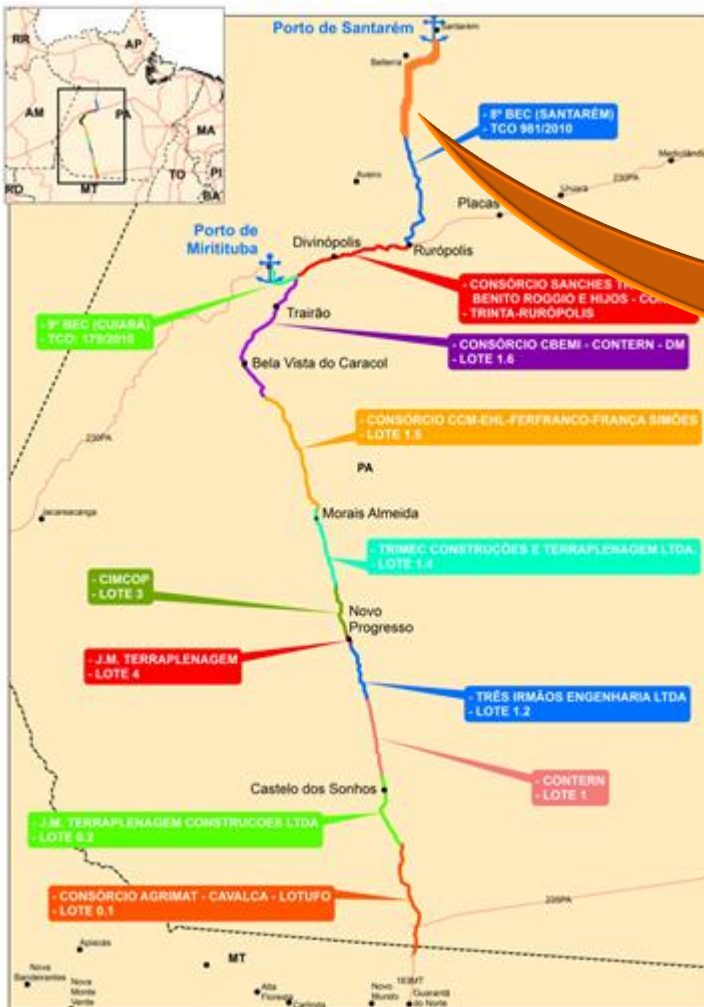 RR
AP
AM
PA
MA
PI
TO
MT
RD
BA
Porto de Santarém
Santarém
Belterra
- 8º BEC (SANTARÉM)
- TCO 981/2010
Aveiro
Medicilândia
Uruará
230PA
Placas
Porto de
Miritituba
Divinópolis
Rurópolis
- CONSÓRCIO SANCHES
BENITO ROGGIO E HIJOS -
- TRINTA-RURÓPOLIS
- 9º BEC (CUIABÁ)
- TCO: 179/2010
Trairão
- CONSÓRCIO CBEMI - CONTERN - DM
- LOTE 1.6
Bela Vista do Caracol
- CONSÓRCIO CCM-EHL-FERFRANCO-FRANÇA SIMÕES
- LOTE 1.5
230PA
PA
Jacareacanga
Morais Almeida
- TRIMEC CONSTRUÇÕES E TERRAPLENAGEM LTDA.
- LOTE 1.4
- CIMCOP
- LOTE 3
Novo
Progresso
- J.M. TERRAPLENAGEM
- LOTE 4
- TRÊS IRMÃOS ENGENHARIA LTDA
- LOTE 1.2
- CONTERN
- LOTE 1
Castelo dos Sonhos
- J.M. TERRAPLENAGEM CONSTRUCOES LTDA
- LOTE 0.2
- CONSÓRCIO AGRIMAT - CAVALCA - LOTUFO
- LOTE 0.1
Apiacás
MT
163MT
Nova
Bandeirantes
Nova
Monte
Verde
Alta
Floresta
Carlinda
Novo
Mundo
Guarantã
do Norte